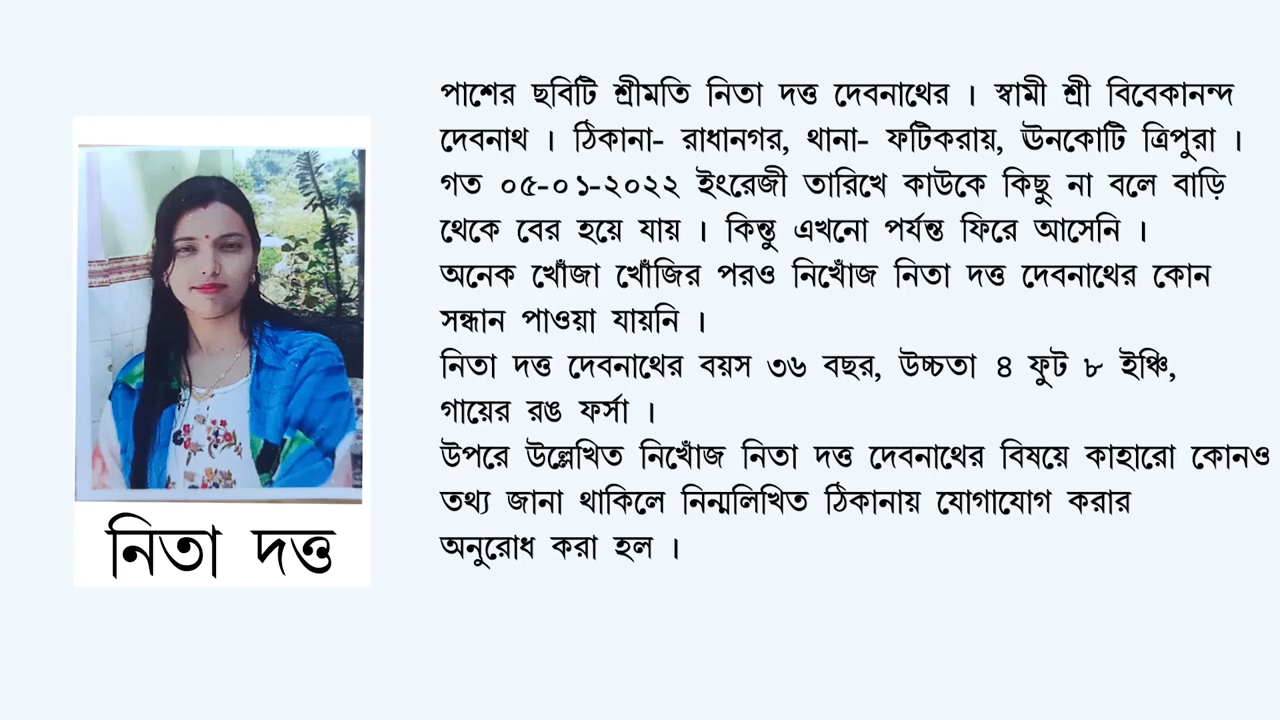 পাশের ছবিটি শ্রীমতি নিতা দত্ত দেবনাথের । স্বামী শ্রী বিবেকানন্দ
দেবনাথ । ঠিকানা- রাধানগর, থানা- ফটিকরায়, ঊনকোটি ত্রিপুরা ।
গত ০৫-০১-২০২২ ইংরেজী তারিখে কাউকে কিছু না বলে বাড়ি
থেকে বের হয়ে যায় । কিন্তু এখনো পর্যন্ত ফিরে আসেনি ।
অনেক খোঁজা খোঁজির পরও নিখোঁজ নিতা দত্ত দেবনাথের কোন
সন্ধান পাওয়া যায়নি ।
নিতা দত্ত দেবনাথের বয়স ৩৬ বছর, উচ্চতা ৪ ফুট ৮ ইঞ্চি,
গায়ের রঙ ফর্সা ।
উপরে উল্লেখিত নিখোঁজ নিতা দত্ত দেবনাথের বিষয়ে কাহারো কোনও
তথ্য জানা থাকিলে নিন্মলিখিত ঠিকানায় যোগাযোগ করার
অনুরোধ করা হল ।
নিতা দত্ত